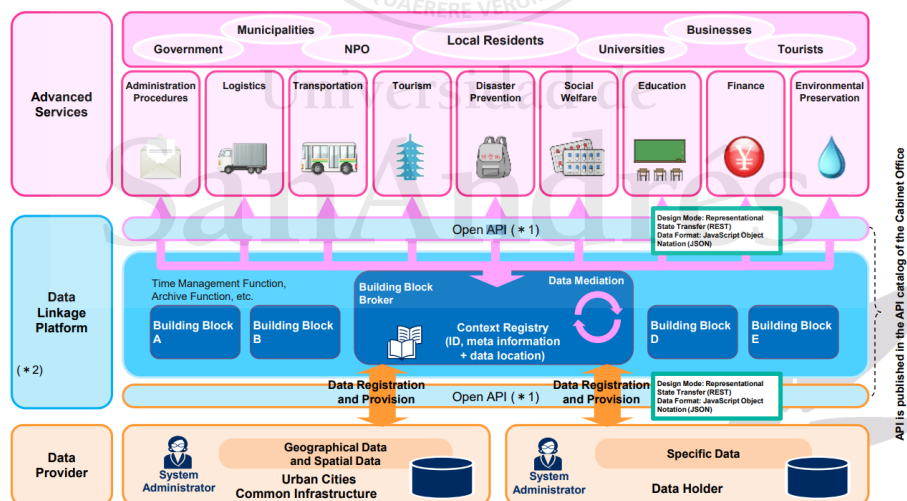 QUAERERE VERUM
Universidad de
SanAndrés
Advanced
Services
Government
Municipalities
NPO
Local Residents
Universities
Businesses
Tourists
Administration
Procedures
Logistics
Transportation
Tourism
Disaster
Prevention
Social
Welfare
Education
Finance
Environmental
Preservation
¥
Data
Linkage
Platform
(*2)
Open API (*1)
Design Mode: Representational
State Transfer (REST)
Data Format: JavaScript Object
Notation (JSON)
Time Management Function,
Archive Function, etc.
Building Block
A
Building Block
B
Building Block
Broker
Data Mediation
Context Registry
(ID, meta information
+ data location)
Building Block
D
Building Block
E
Data Registration
and Provision
Open API (*1)
Data Registration
and Provision
Design Mode: Representational
State Transfer (REST)
Data Format: JavaScript Object
Notation (JSON)
API is published in the API catalog of the Cabinet Office
Data
Provider
System
Administrator
Geographical Data
and Spatial Data
Urban Cities
Common Infrastructure
System
Administrator
Specific Data
Data Holder